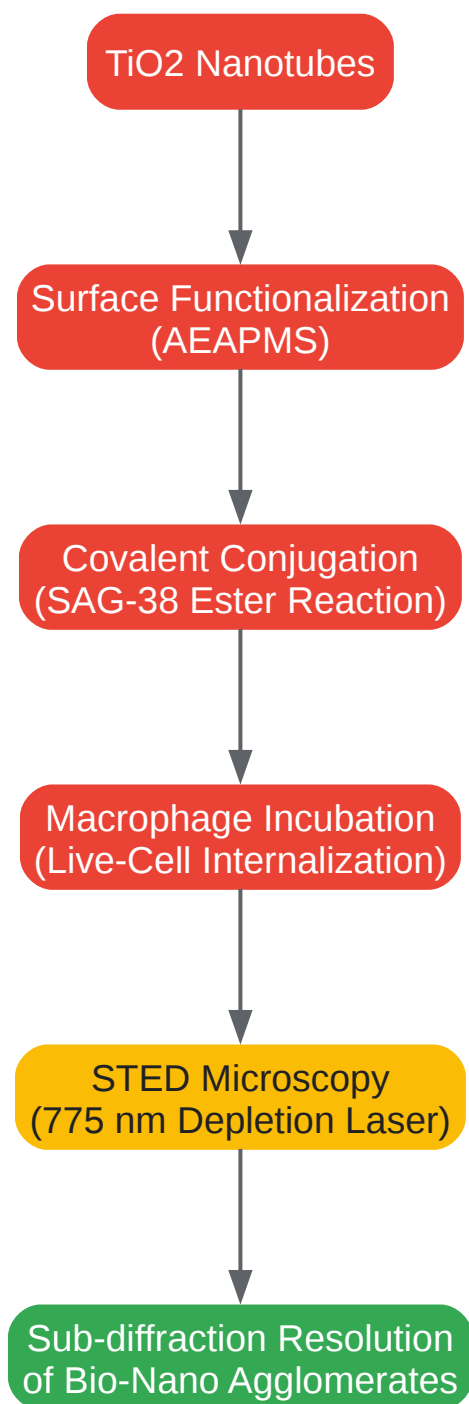 TiO2 Nanotubes
Surface Functionalization
(AEAPMS)
Covalent Conjugation
(SAG-38 Ester Reaction)
Macrophage Incubation
(Live-Cell Internalization)
STED Microscopy
(775 nm Depletion Laser)
Sub-diffraction Resolution
of Bio-Nano Agglomerates